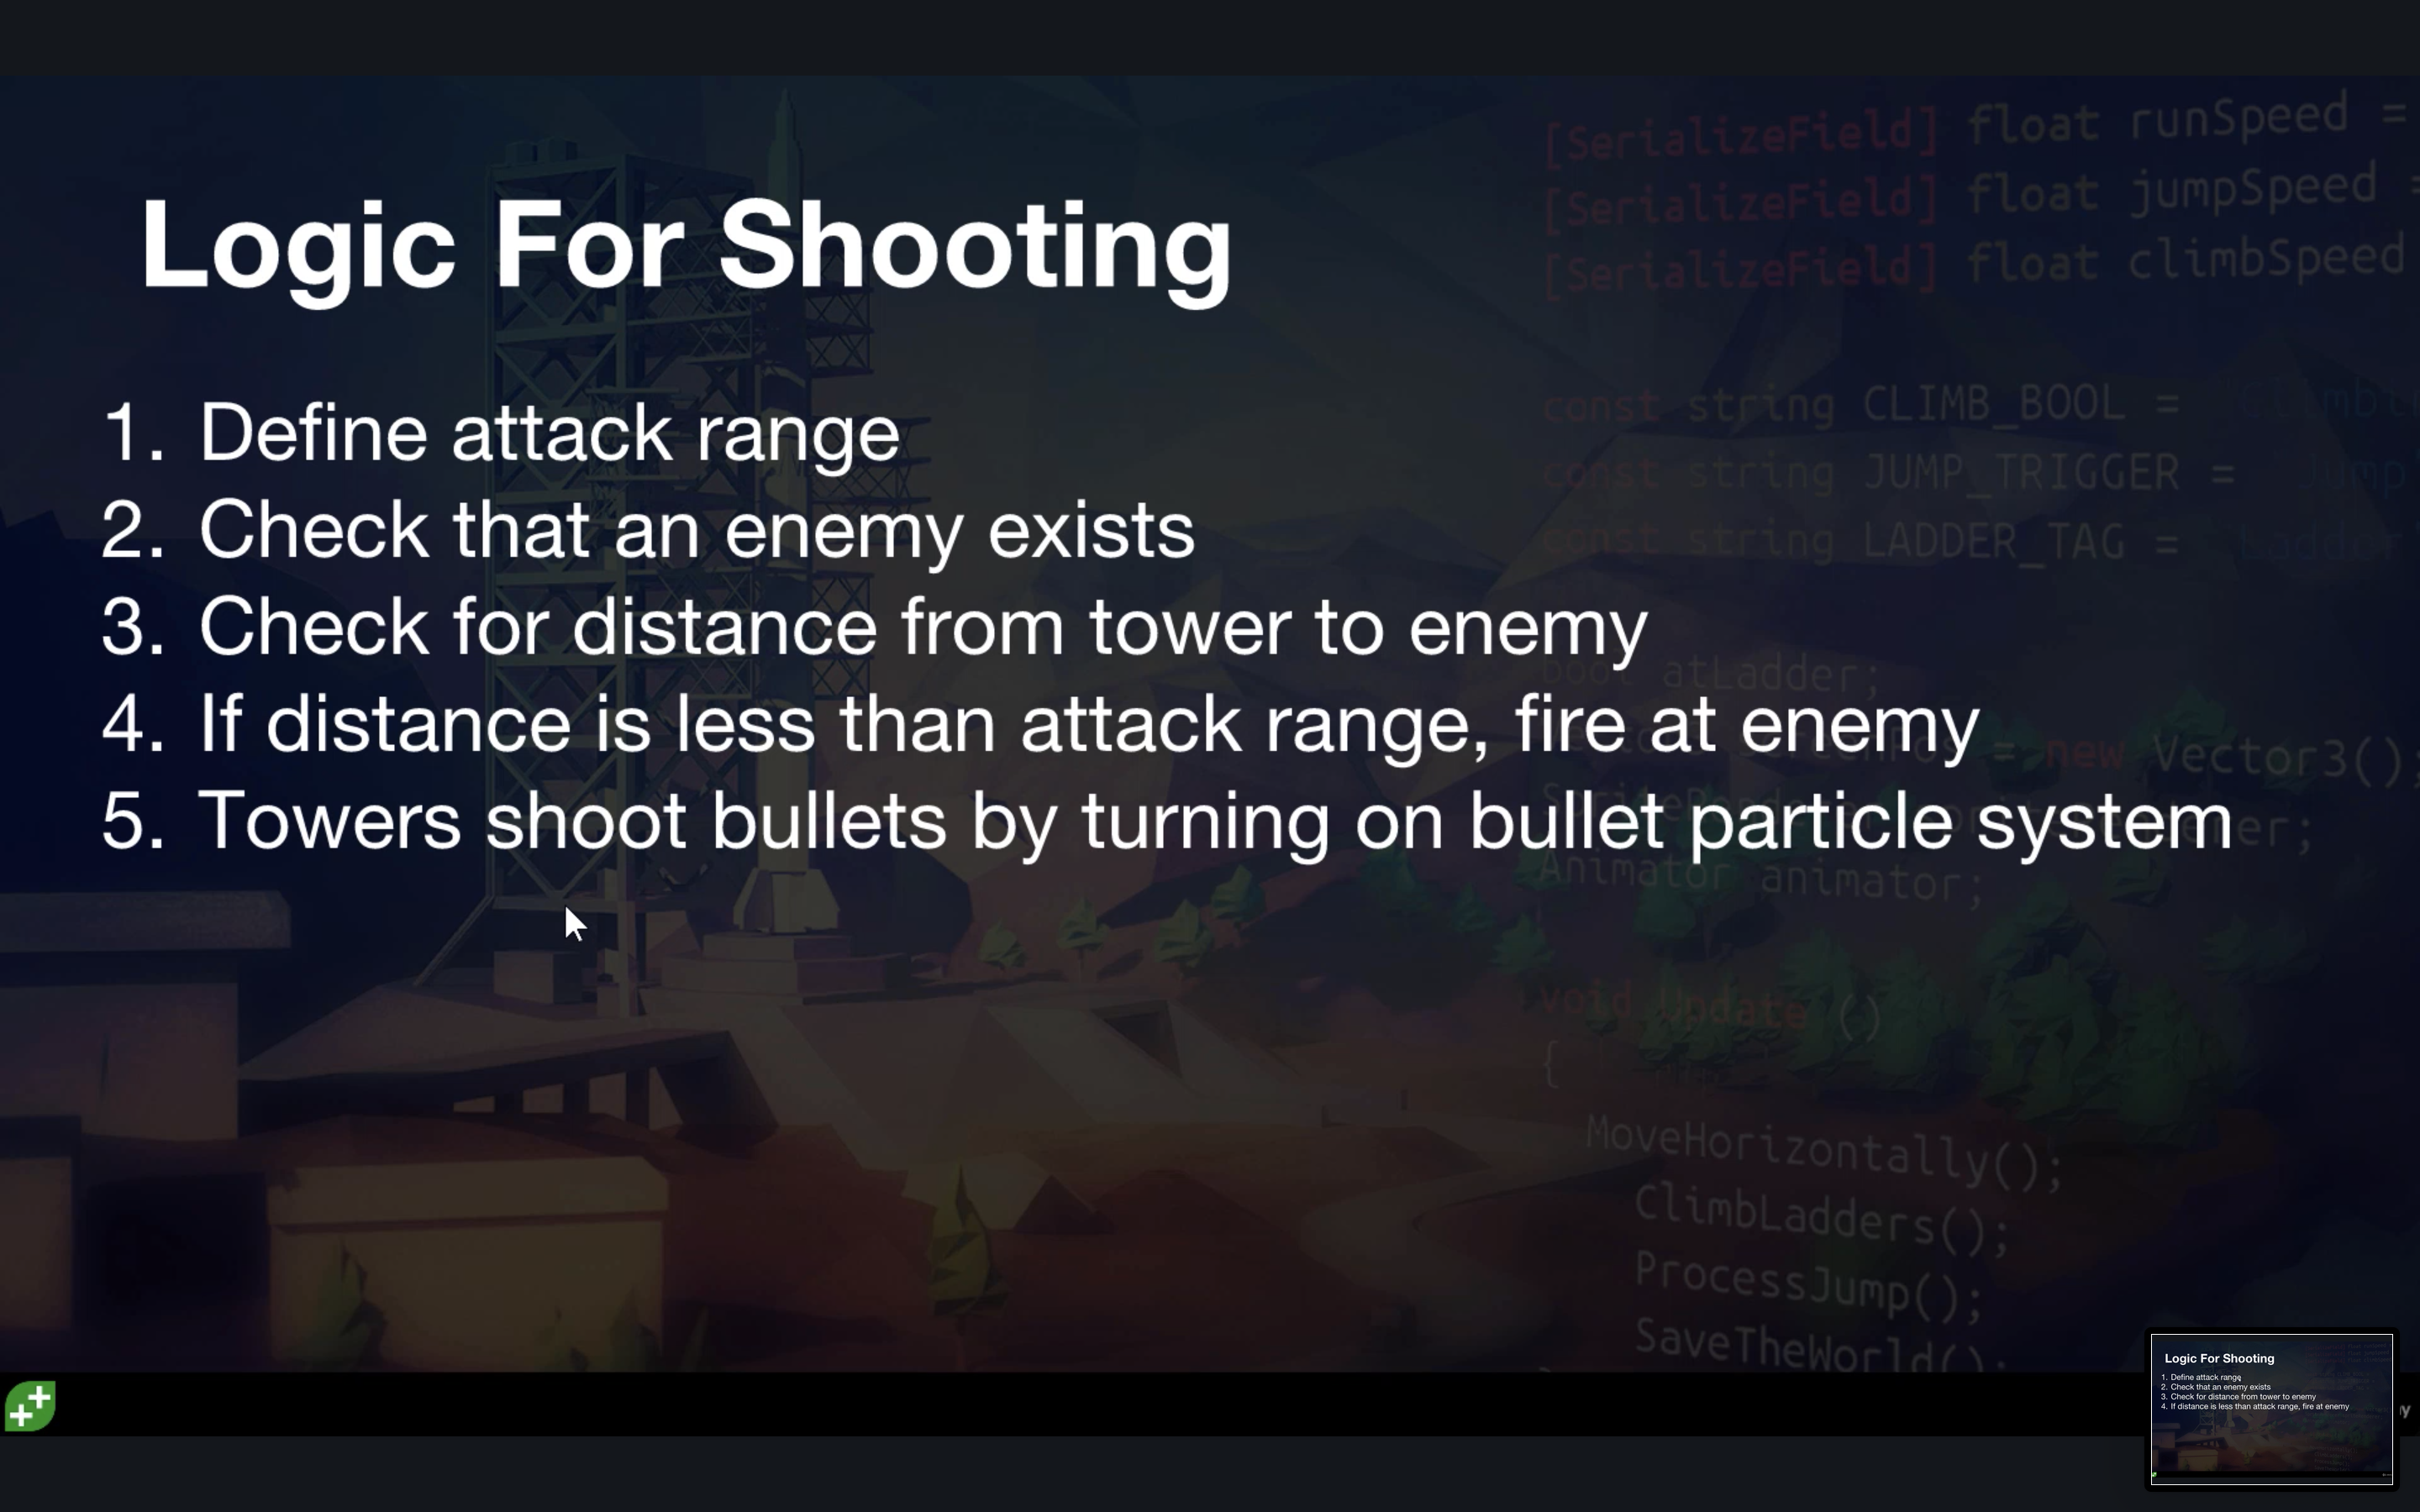 Logic For Shooting
1. Define attack range
2. Check that an enemy exists
3. Check for distance from tower to enemy
4. If distance is less than attack range, fire at enemy
5. Towers shoot bullets by turning on bullet particle system
[SerializeField] float runSpeed =
[SerializeField] float jumpSpeed =
[SerializeField] float climbSpeed
const string CLIMB_BOOL =
const string JUMP_TRIGGER = Jump
const string LADDER_TAG = Ladder
bool atLadder;
= new Vector3();
Animator animator;
void Update ()
{
MoveHorizontally();
ClimbLadders();
ProcessJump();
SaveTheWorld();
Logic For Shooting
1. Define attack range
2. Check that an enemy exists
3. Check for distance from tower to enemy
4. If distance is less than attack range, fire at enemy